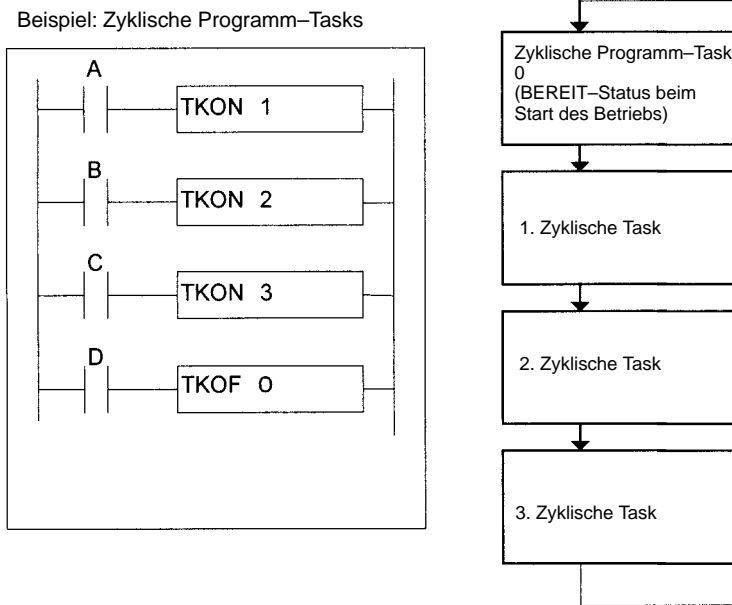 Beispiel: Zyklische Programm–Tasks
A
TKON 1
B
TKON 2
C
TKON 3
D
TKOF 0
Zyklische Programm–Task
0
(BEREIT–Status beim
Start des Betriebs)
1. Zyklische Task
2. Zyklische Task
3. Zyklische Task